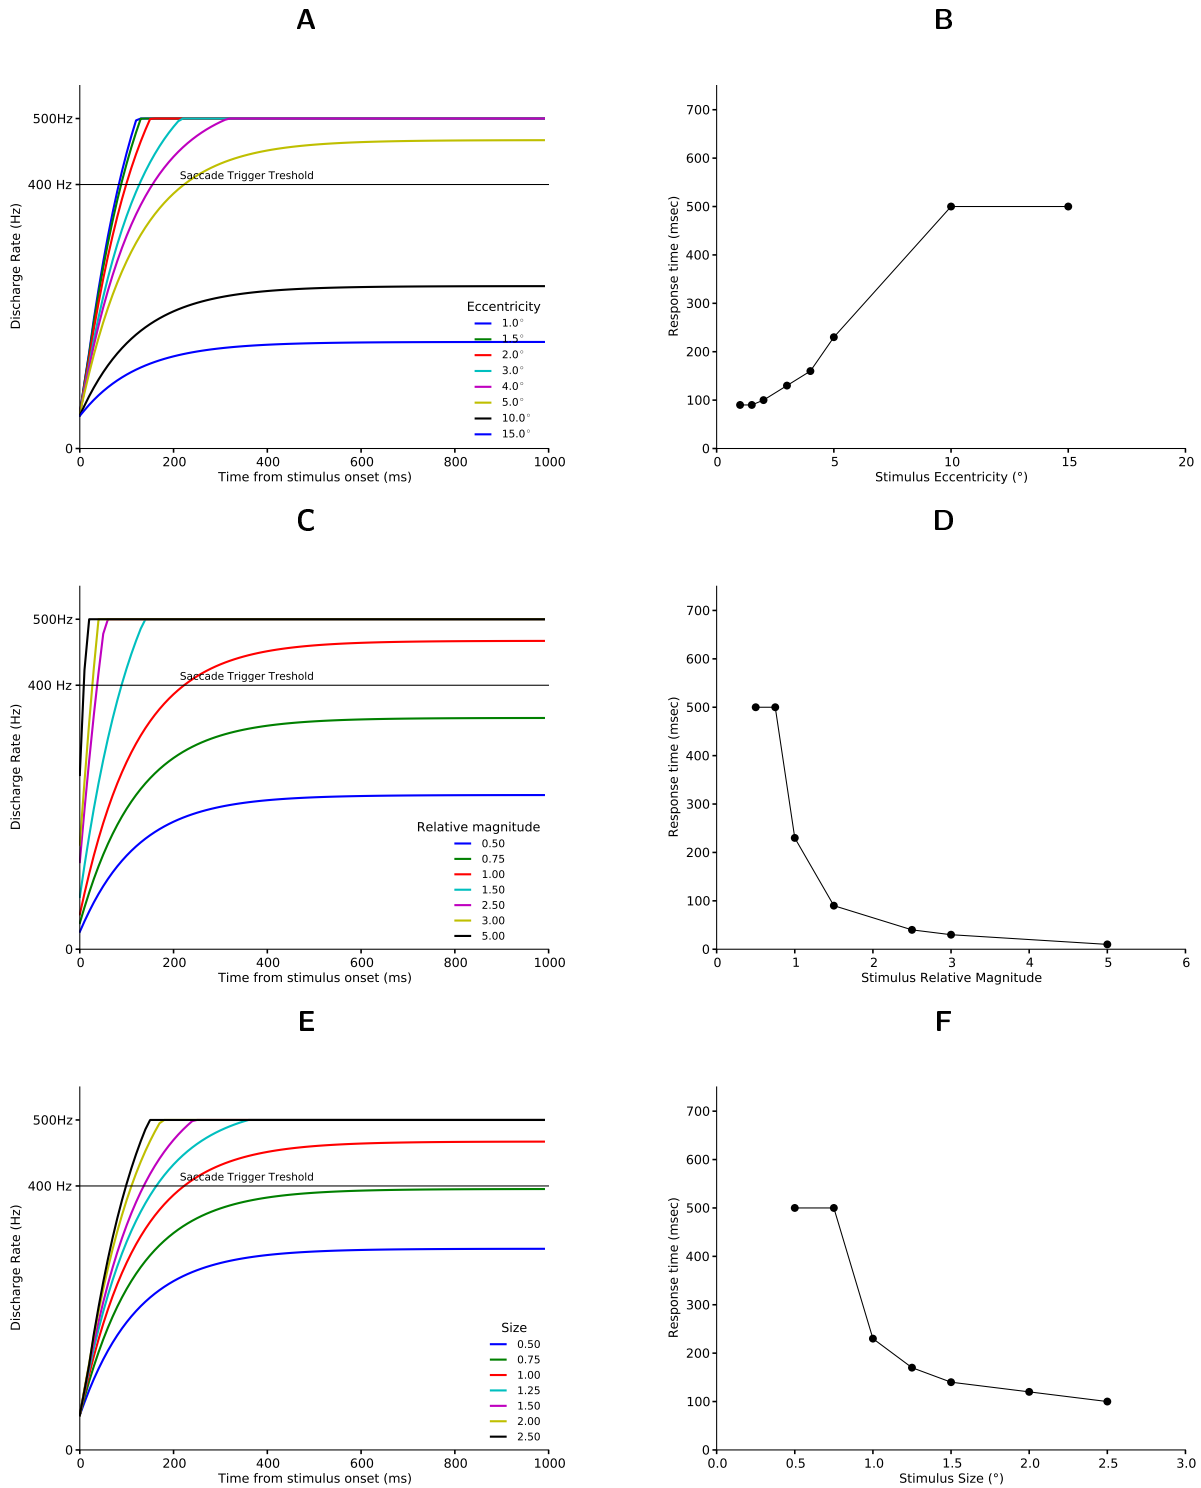 A
500Hz
400 Hz
0
Saccade Trigger Treshold
Discharge Rate (Hz)
Eccentricity
1.0°
1.5°
2.0°
3.0°
4.0°
5.0°
10.0°
15.0°
0 200 400 600 800 1000
Time from stimulus onset (ms)
B
700
600
500
400
300
200
100
0
Response time (msec)
0 5 10 15 20
Stimulus Eccentricity (°)
C
500Hz
400 Hz
0
Saccade Trigger Treshold
Discharge Rate (Hz)
Relative magnitude
0.50
0.75
1.00
1.50
2.50
3.00
5.00
0 200 400 600 800 1000
Time from stimulus onset (ms)
D
700
600
500
400
300
200
100
0
Response time (msec)
0 1 2 3 4 5 6
Stimulus Relative Magnitude
E
500Hz
400 Hz
0
Saccade Trigger Treshold
Discharge Rate (Hz)
Size
0.50
0.75
1.00
1.25
1.50
2.00
2.50
0 200 400 600 800 1000
Time from stimulus onset (ms)
F
700
600
500
400
300
200
100
0
Response time (msec)
0.0 0.5 1.0 1.5 2.0 2.5 3.0
Stimulus Size (°)